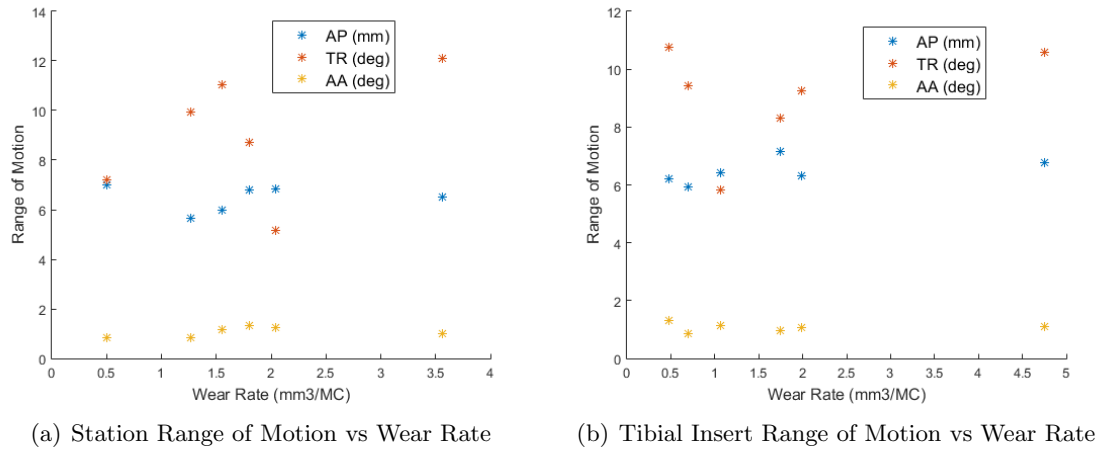 14
12
10
8
6
4
2
0
Range of Motion
AP (mm)
TR (deg)
AA (deg)
0 0.5 1 1.5 2 2.5 3 3.5 4
Wear Rate (mm3/MC)
(a) Station Range of Motion vs Wear Rate
12
10
8
6
4
2
0
Range of Motion
AP (mm)
TR (deg)
AA (deg)
0 0.5 1 1.5 2 2.5 3 3.5 4 4.5 5
Wear Rate (mm3/MC)
(b) Tibial Insert Range of Motion vs Wear Rate